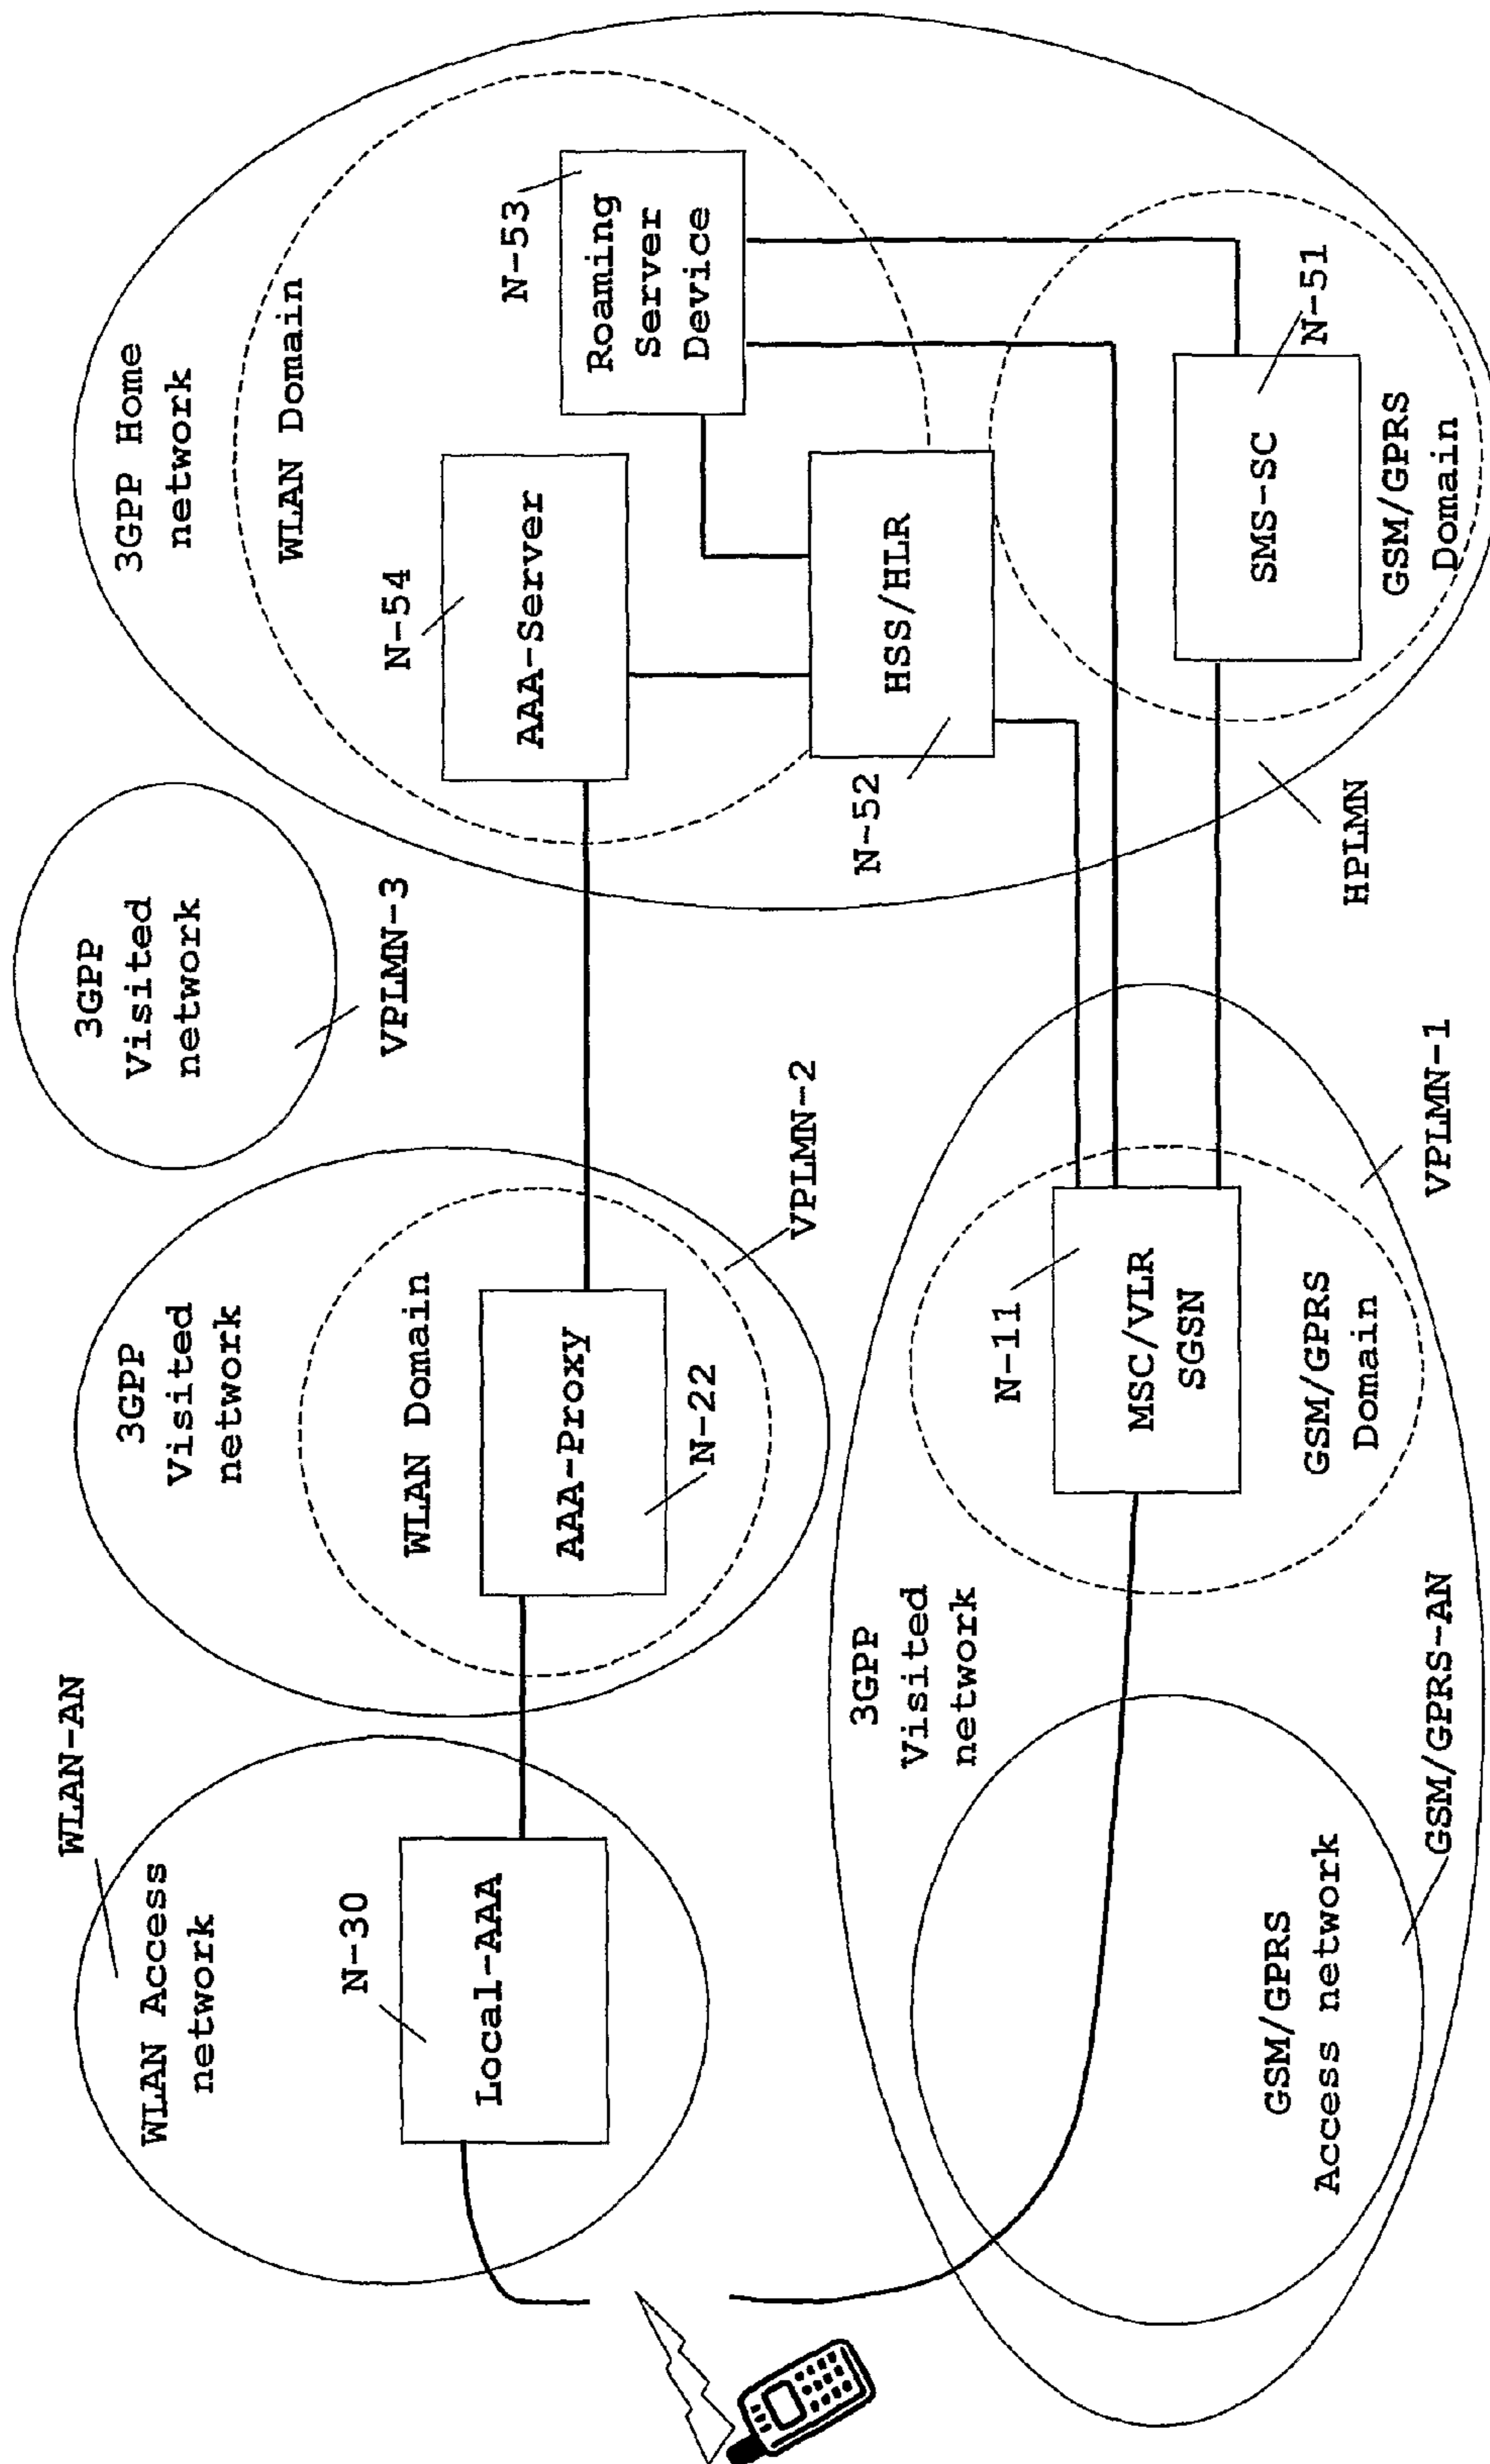 WLAN-AN
WLAN Access
network
N-30
Local-AAA
3GPP
Visited
network
WLAN Domain
AAA-Proxy
N-22
VPLMN-2
3GPP
Visited
network
VPLMN-3
3GPP Home
network
WLAN Domain
N-54
AAA-Server
N-53
Roaming
Server
Device
HSS/HLR
N-52
N-51
SMS-SC
GSM/GPRS
Domain
HPLMN
3GPP
Visited
network
N-11
MSC/VLR
SGSN
GSM/GPRS
Domain
VPLMN-1
GSM/GPRS
Access network
GSM/GPRS-AN